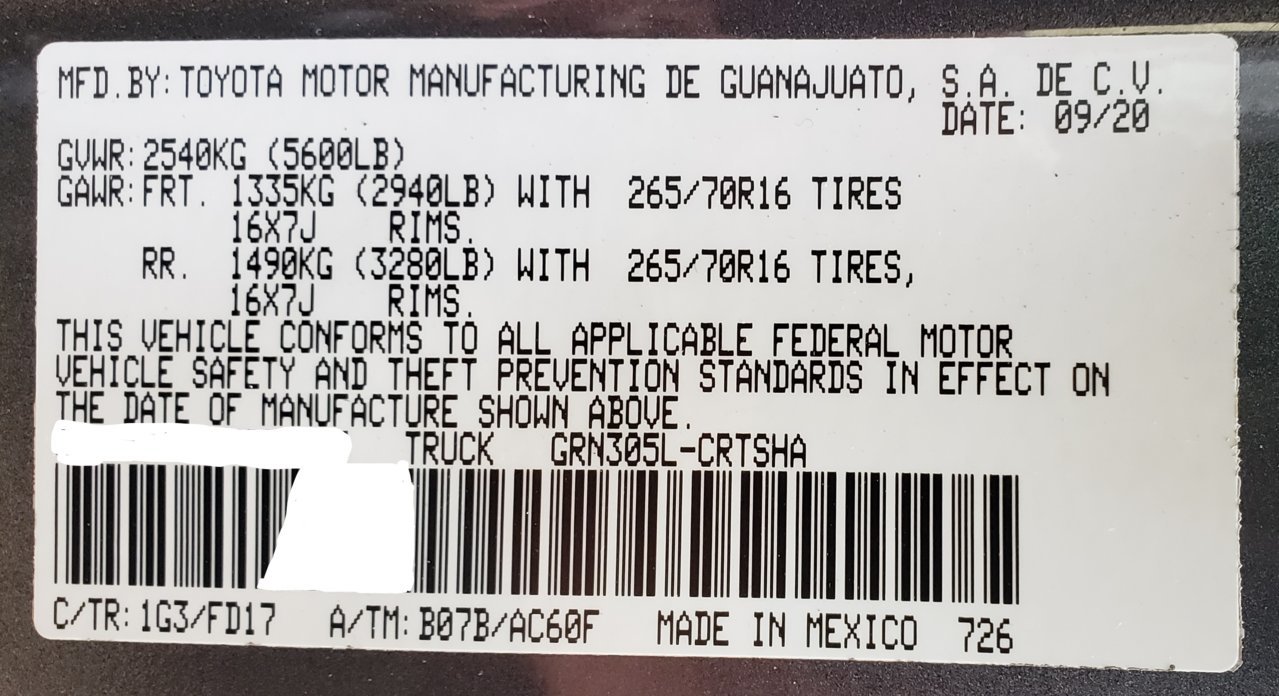 MFD.BY: TOYOTA MOTOR MANUFACTURING DE GUANAJUATO, S.A. DE C.V.
DATE: 09/20
GVWR: 2540KG (5600LB)
GAWR: FRT. 1335KG (2940LB) WITH 265/70R16 TIRES
16X7J RIMS.
RR. 1490KG (3280LB) WITH 265/70R16 TIRES,
16X7J RIMS.
THIS VEHICLE CONFORMS TO ALL APPLICABLE FEDERAL MOTOR
VEHICLE SAFETY AND THEFT PREVENTION STANDARDS IN EFFECT ON
THE DATE OF MANUFACTURE SHOWN ABOVE.
TRUCK GRN305L-CRTSHA
C/TR: 1G3/FD17 A/TM: B07B/AC60F MADE IN MEXICO 726